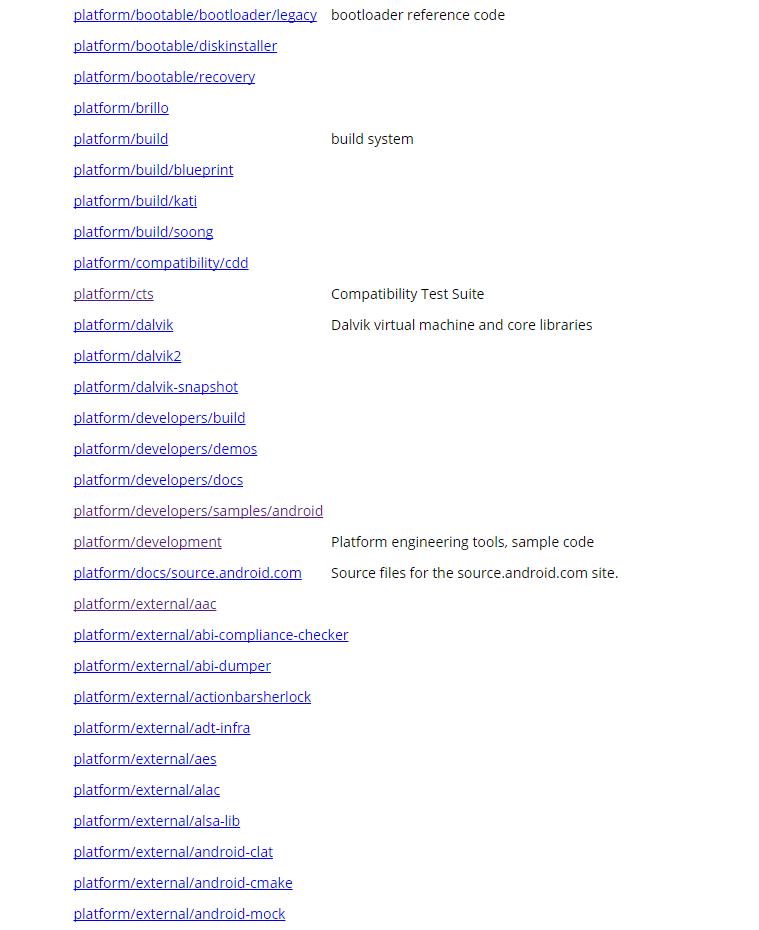 platform/bootable/bootloader/legacy bootloader reference code
platform/bootable/diskinstaller
platform/bootable/recovery
platform/brillo
platform/build build system
platform/build/blueprint
platform/build/kati
platform/build/soong
platform/compatibility/cdd
platform/cts Compatibility Test Suite
platform/dalvik Dalvik virtual machine and core libraries
platform/dalvik2
platform/dalvik-snapshot
platform/developers/build
platform/developers/demos
platform/developers/docs
platform/developers/samples/android
platform/development Platform engineering tools, sample code
platform/docs/source.android.com Source files for the source.android.com site.
platform/external/aac
platform/external/abi-compliance-checker
platform/external/abi-dumper
platform/external/actionbarsherlock
platform/external/adt-infra
platform/external/aes
platform/external/alac
platform/external/alsa-lib
platform/external/android-clat
platform/external/android-cmake
platform/external/android-mock